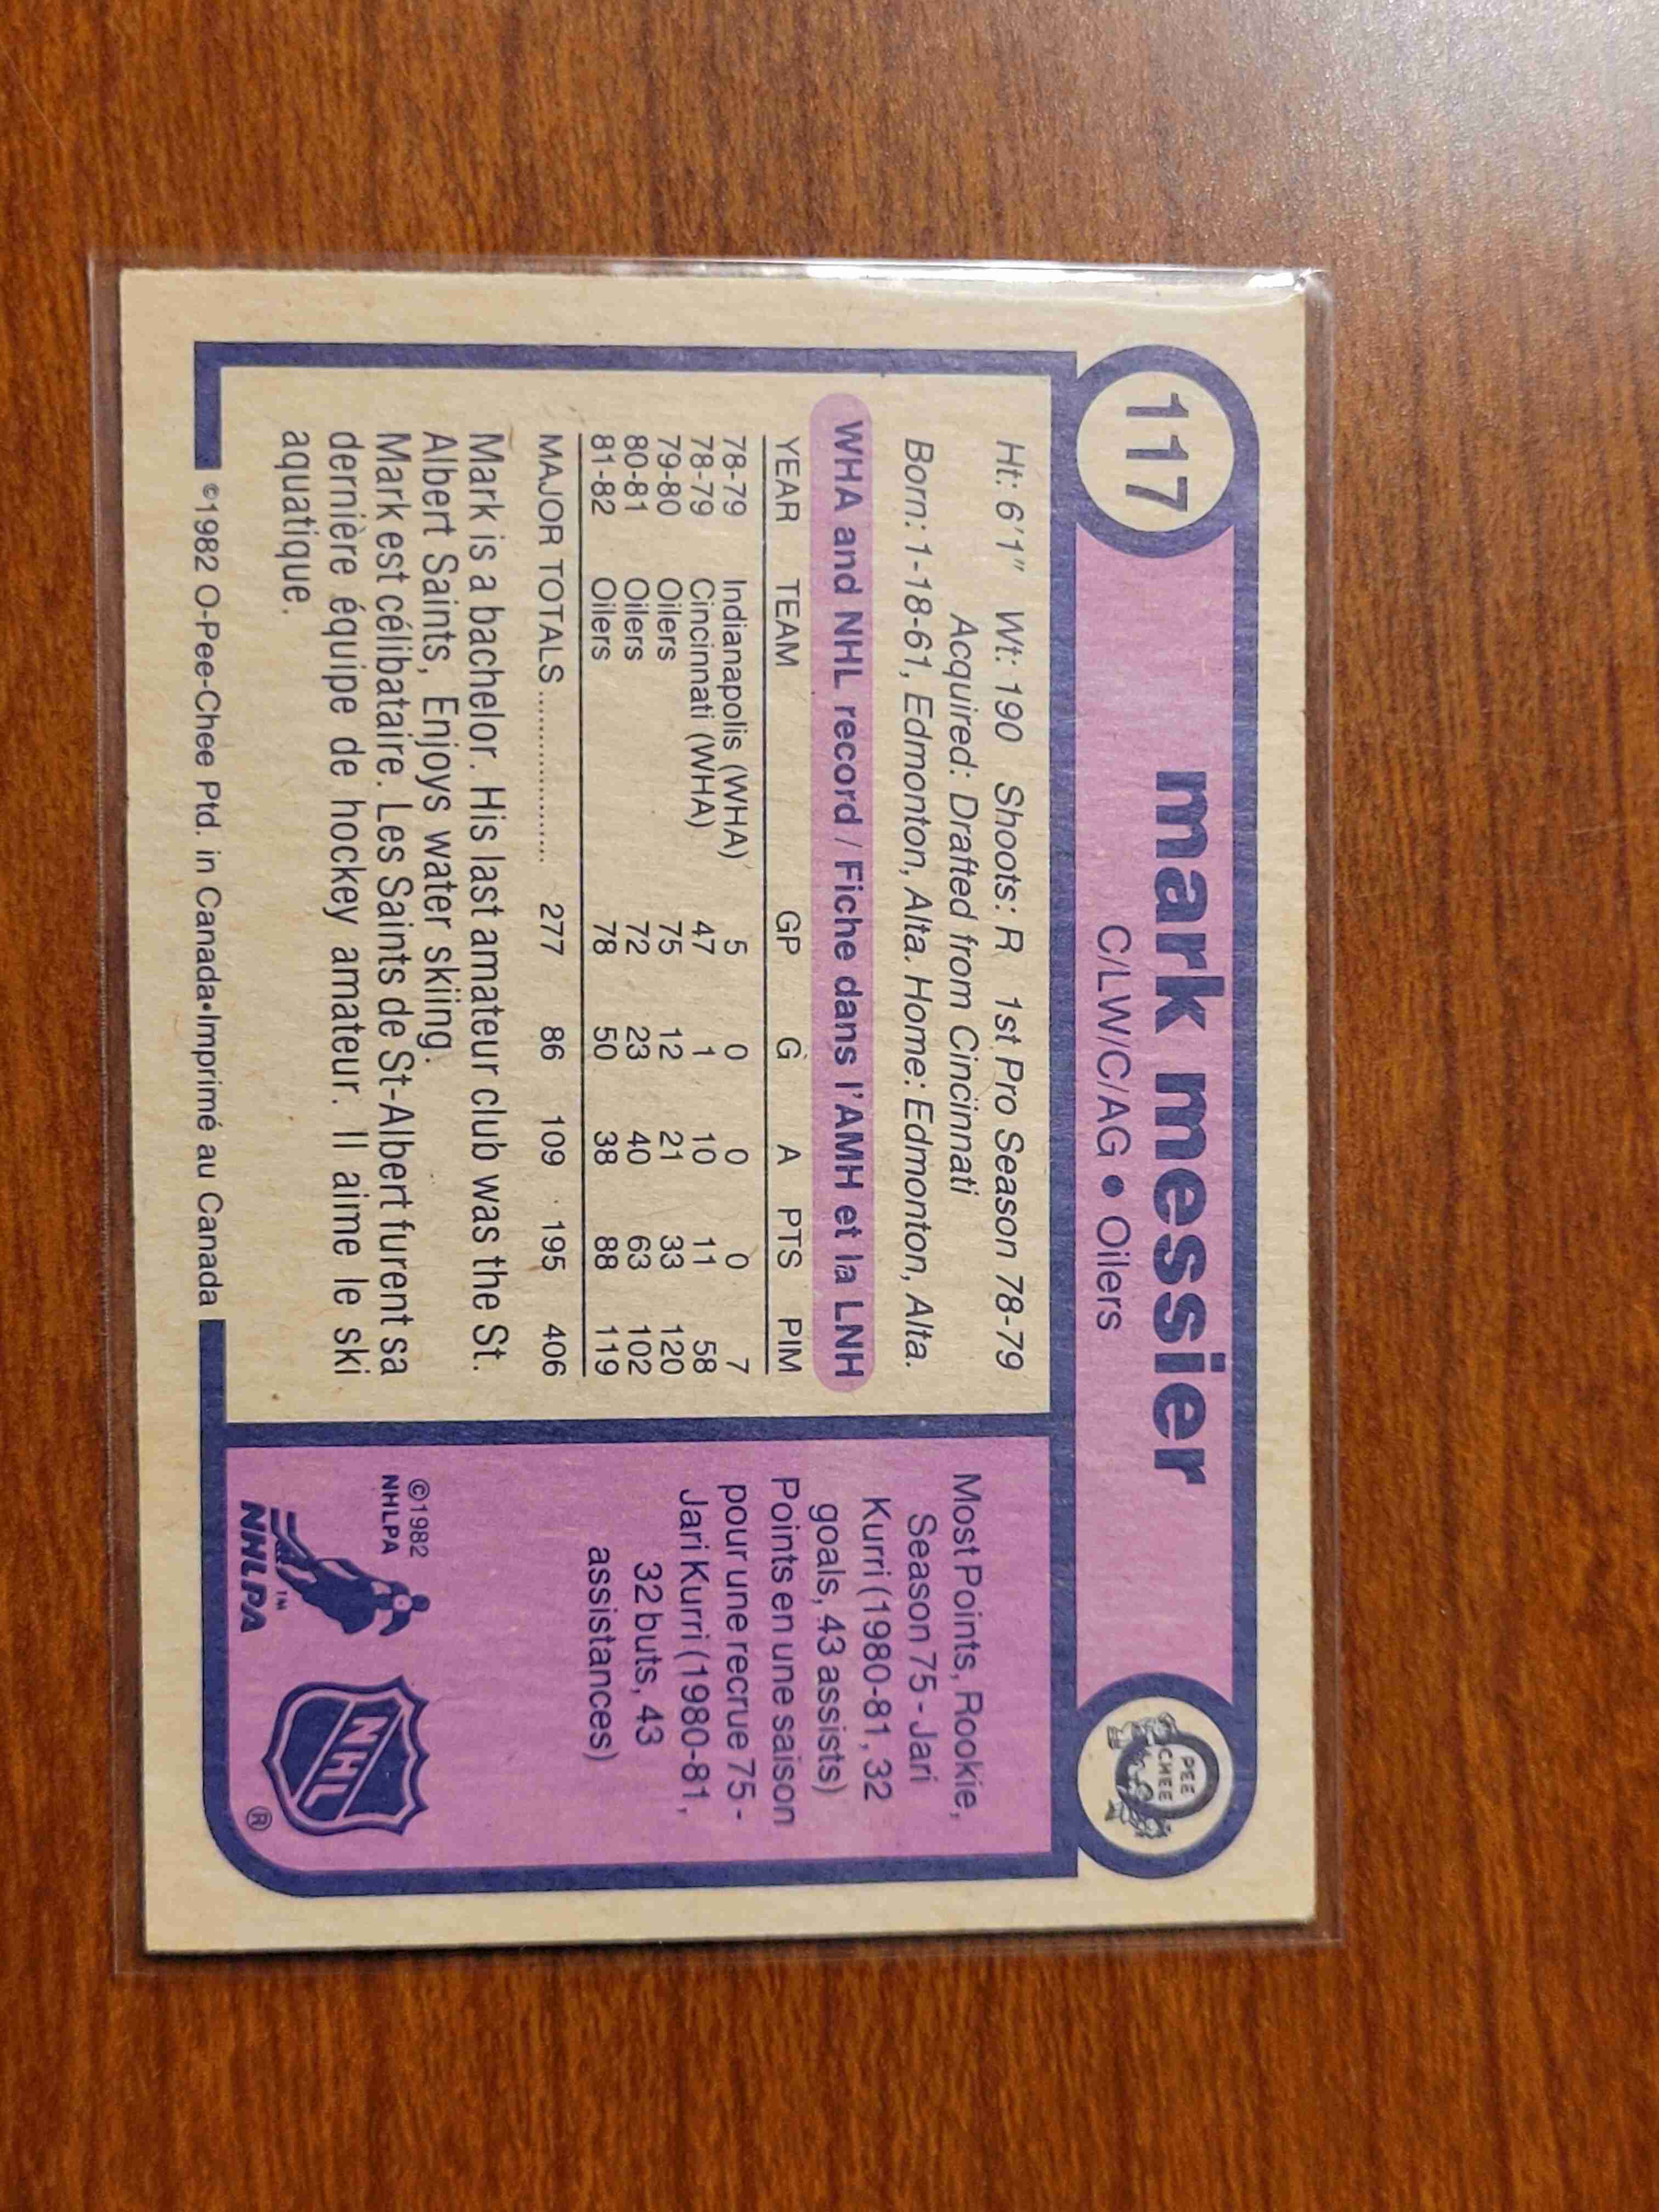 117
mark messier
C/LW/C/AG • Oilers
PEE
CHEE
Ht: 6'1" Wt: 190 Shoots: R 1st Pro Season 78-79
Acquired: Drafted from Cincinnati
Born: 1-18-61, Edmonton, Alta. Home: Edmonton, Alta.
WHA and NHL record / Fiche dans l'AMH et la LNH
YEAR TEAM GP G A PTS PIM
78-79 Indianapolis (WHA) 5 0 0 0 7
78-79 Cincinnati (WHA) 47 1 10 11 58
79-80 Oilers 75 12 21 33 120
80-81 Oilers 72 23 40 63 102
81-82 Oilers 78 50 38 88 119
MAJOR TOTALS ................ 277 86 109 195 406
Mark is a bachelor. His last amateur club was the St.
Albert Saints, Enjoys water skiing.
Mark est célibataire. Les Saints de St-Albert furent sa
dernière équipe de hockey amateur. Il aime le ski
aquatique.
©1982 O-Pee-Chee Ptd. in Canada•Imprimé au Canada
Most Points, Rookie,
Season 75 - Jari
Kurri (1980-81, 32
goals, 43 assists)
Points en une saison
pour une recrue 75 -
Jari Kurri (1980-81,
32 buts, 43
assistances)
©1982
NHLPA
TM
NHLPA
NHL
®